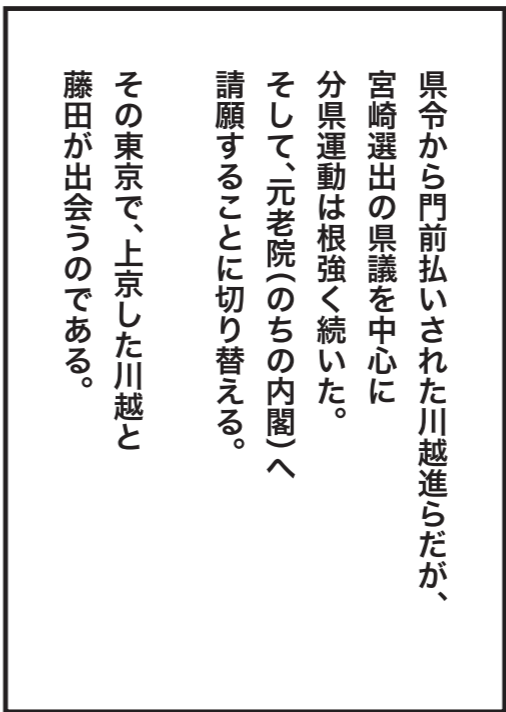 県令から門前払いされた川越進らだが、
宮崎選出の県議を中心に
分県運動は根強く続いた。
そして、元老院(のちの内閣)へ
請願することに切り替える。
その東京で、上京した川越と
藤田が出会うのである。